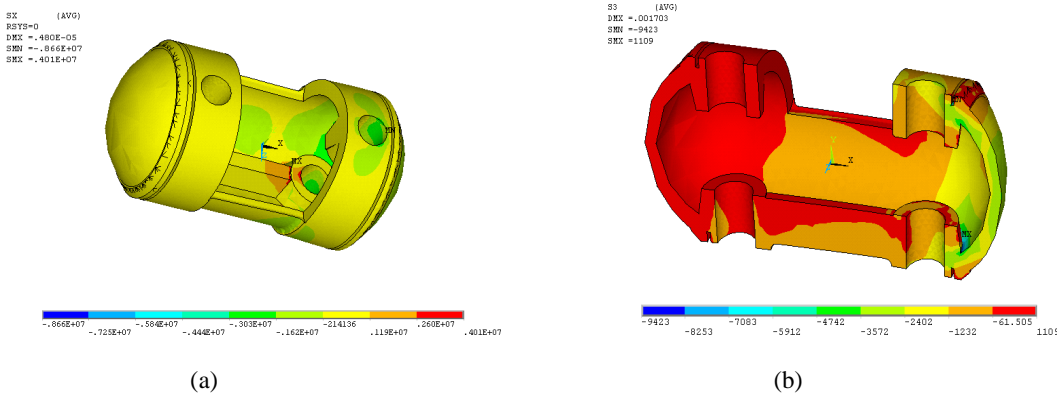 SX (AVG)
RSYS=0
DMX =.480E-05
SMN =-.866E+07
SMX =.401E+07
X
MN
MX
-.866E+07 -.584E+07 -.303E+07 -214136 .260E+07
-.725E+07 -.444E+07 -.162E+07 .119E+07 .401E+07
(a)
S3 (AVG)
DMX =.001703
SMN =-9423
SMX =1109
MN
Y
X
MX
-9423 -7083 -4742 -2402 -61.505
-8253 -5912 -3572 -1232 1109
(b)